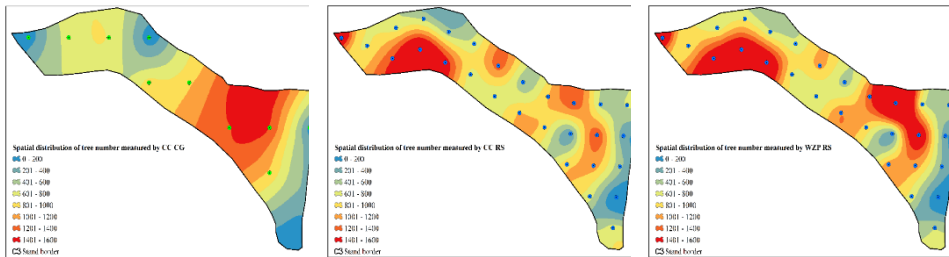 Spatial distribution of tree number measured by CC CG
0 - 200
201 - 400
401 - 600
601 - 800
801 - 1000
1001 - 1200
1201 - 1400
1401 - 1600
Stand border
Spatial distribution of tree number measured by CC RS
0 - 200
201 - 400
401 - 600
601 - 800
801 - 1000
1001 - 1200
1201 - 1400
1401 - 1600
Stand border
Spatial distribution of tree number measured by WZP RS
0 - 200
201 - 400
401 - 600
601 - 800
801 - 1000
1001 - 1200
1201 - 1400
1401 - 1600
Stand border